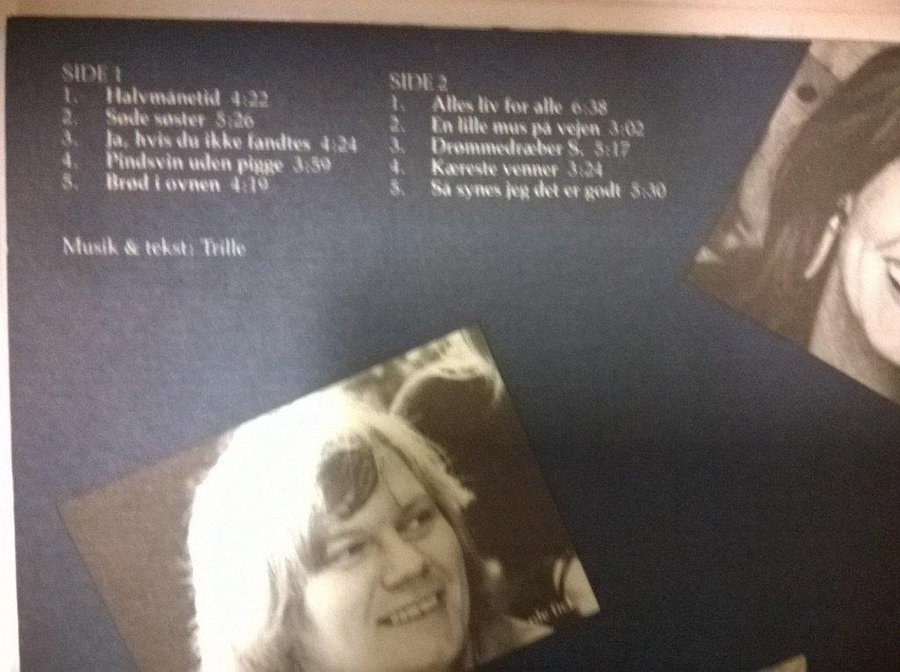 SIDE 1
1. Halvmånetid 4:22
2. Søde søster 5:26
3. Ja, hvis du ikke fandtes 4:24
4. Pindsvin uden pigge 3:59
5. Brød i ovnen 4:19
SIDE 2
1. Alles liv for alle 6:38
2. En lille mus på vejen 3:02
3. Drømmedræber S. 5:17
4. Kæreste venner 3:24
5. Så synes jeg det er godt 5:30
Musik & tekst: Trille